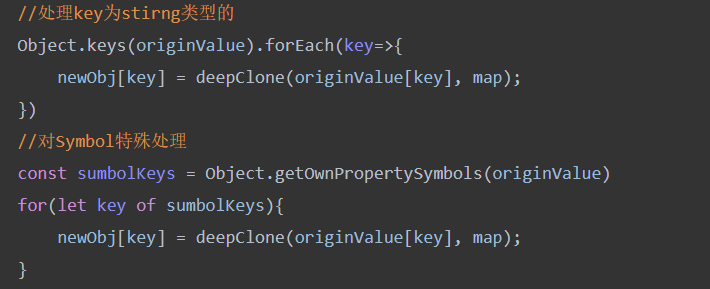 //处理key为stirng类型的
Object.keys(originValue).forEach(key=>{
    newObj[key] = deepClone(originValue[key], map);
})
//对Symbol特殊处理
const sumbolKeys = Object.getOwnPropertySymbols(originValue)
for(let key of sumbolKeys){
    newObj[key] = deepClone(originValue[key], map);
}